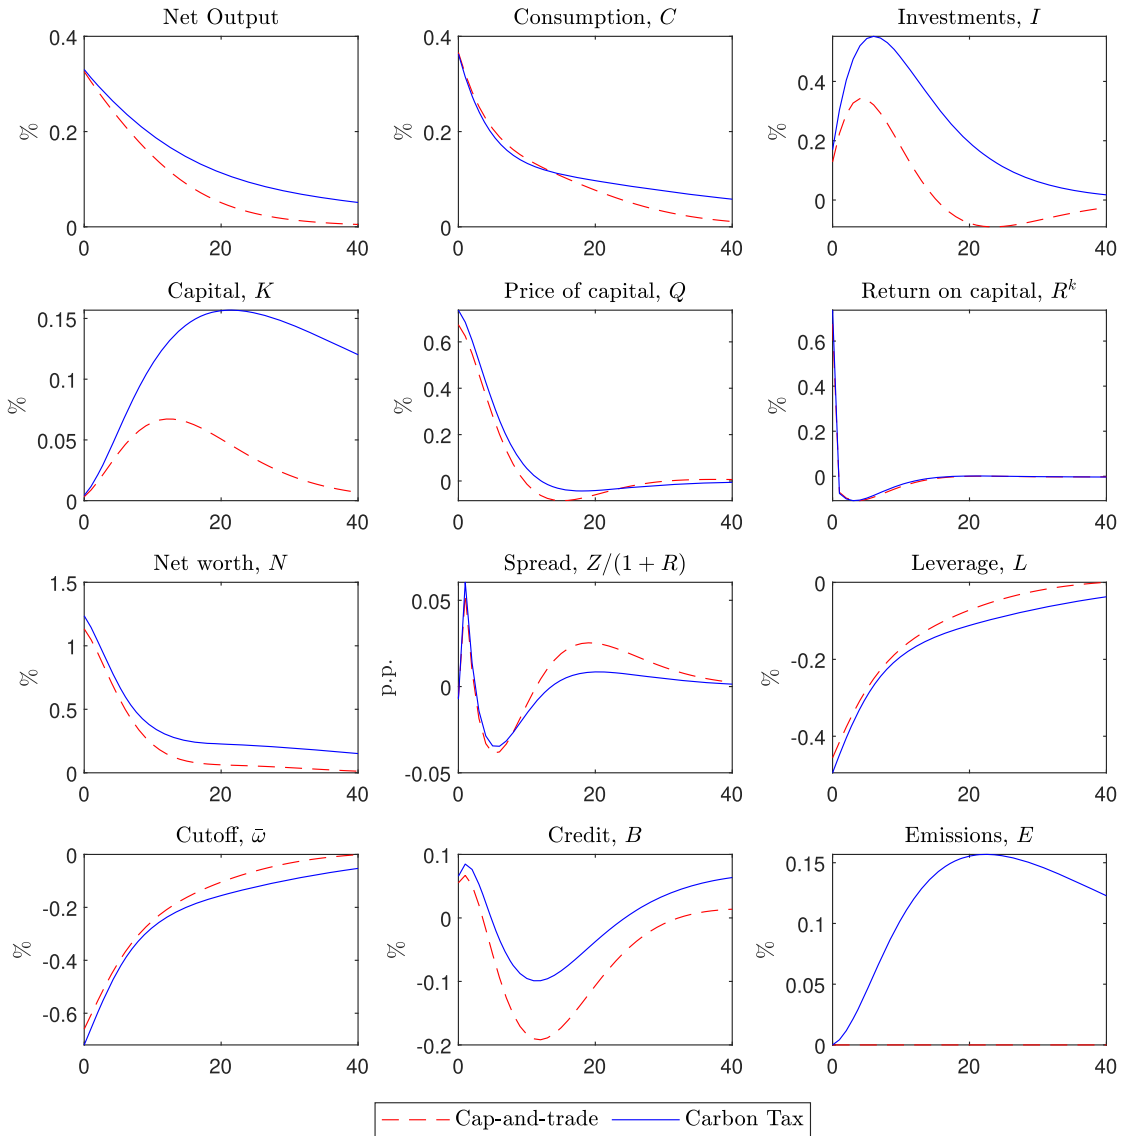 Net Output
Consumption, C
Investments, I
0.4
0.2
0
%
0 20 40
0.4
0.2
0
%
0 20 40
0.4
0.2
0
%
0 20 40
Capital, K
Price of capital, Q
Return on capital, R^k
0.15
0.1
0.05
0
%
0 20 40
0.6
0.4
0.2
0
%
0 20 40
0.6
0.4
0.2
0
%
0 20 40
Net worth, N
Spread, Z/(1 + R)
Leverage, L
1.5
1
0.5
0
%
0 20 40
0.05
0
-0.05
p.p.
0 20 40
0
-0.2
-0.4
%
0 20 40
Cutoff, ω̄
Credit, B
Emissions, E
0
-0.2
-0.4
-0.6
%
0 20 40
0.1
0
-0.1
-0.2
%
0 20 40
0.15
0.1
0.05
0
%
0 20 40
Cap-and-trade Carbon Tax